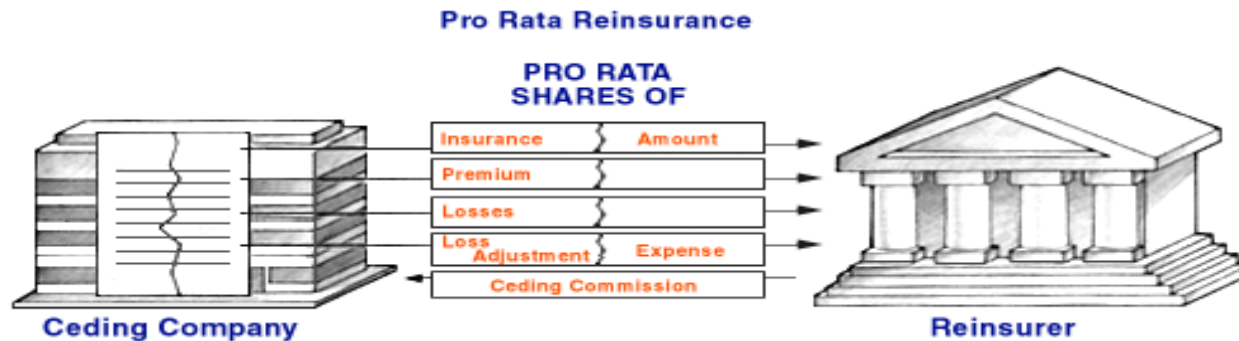 Pro Rata Reinsurance
PRO RATA
SHARES OF
Insurance Amount
Premium
Losses
Loss
Adjustment Expense
Ceding Commission
Ceding Company
Reinsurer